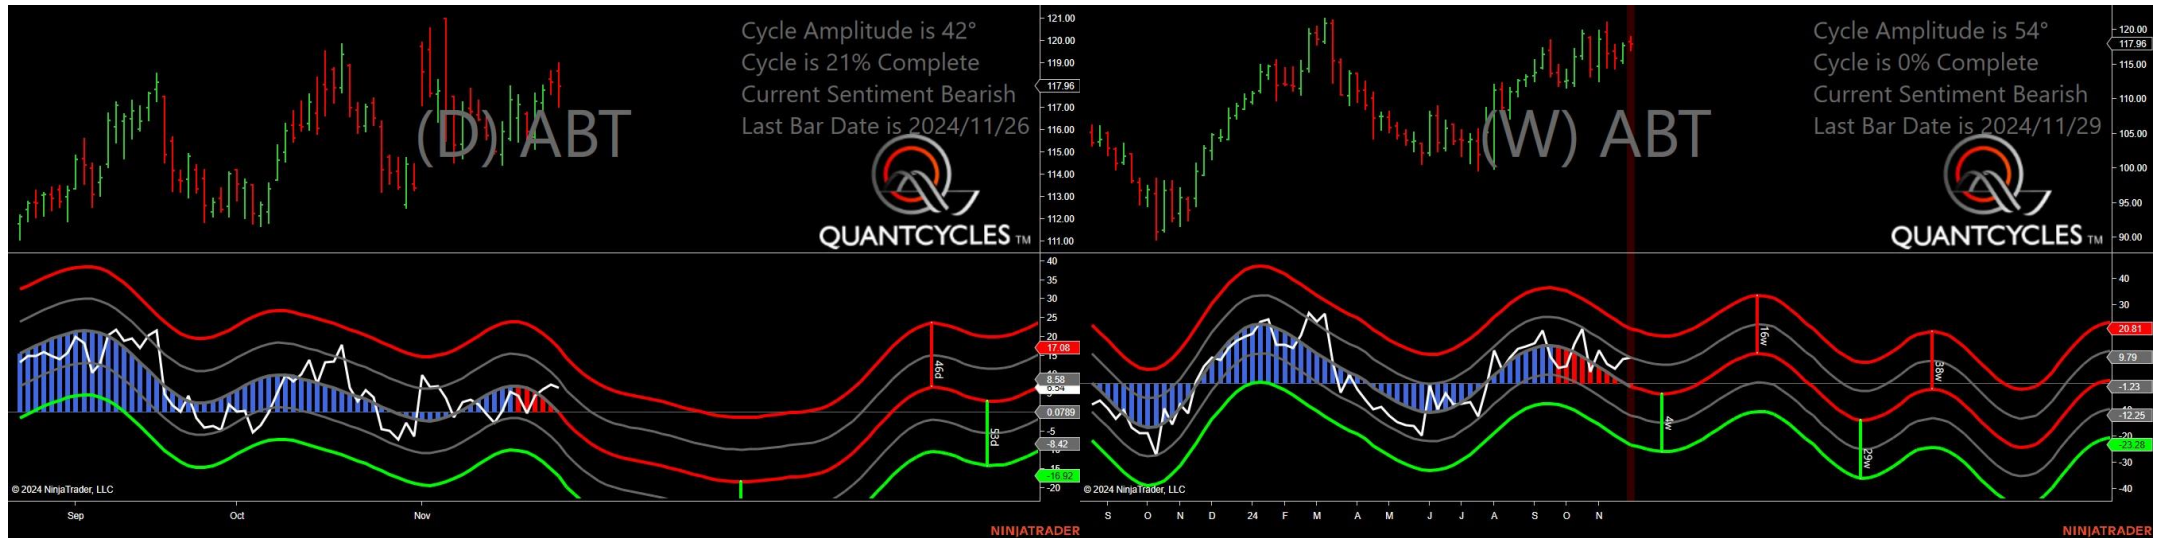 Cycle Amplitude is 42°
Cycle is 21% Complete
Current Sentiment Bearish
Last Bar Date is 2024/11/26
(D) ABT
QUANTCYCLES TM
121.00
120.00
119.00
117.96
117.00
116.00
115.00
114.00
113.00
112.00
111.00
40
35
30
25
20
17.08
15
8.58
0.0789
-5
-8.42
-16.92
-20
46d
53d
© 2024 NinjaTrader, LLC
Sep Oct Nov
NINJATRADER
Cycle Amplitude is 54°
Cycle is 0% Complete
Current Sentiment Bearish
Last Bar Date is 2024/11/29
(W) ABT
QUANTCYCLES TM
120.00
117.96
115.00
110.00
105.00
100.00
95.00
90.00
40
30
20.81
9.79
-1.23
-12.25
-20
-23.28
-30
-40
16w
38w
4w
29w
© 2024 NinjaTrader, LLC
S O N D 24 F M A M J J A S O N
NINJATRADER